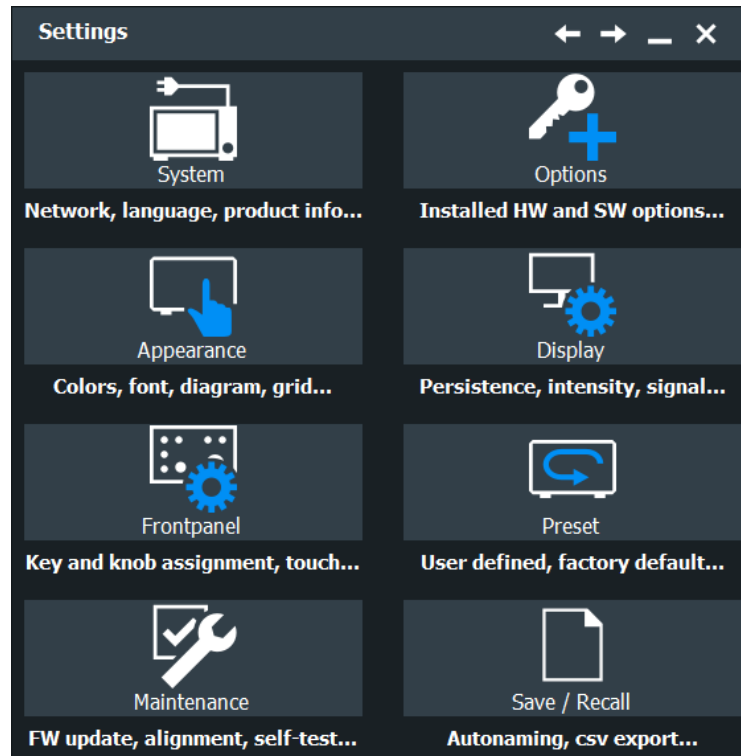 Settings
System
Network, language, product info...
Options
Installed HW and SW options...
Appearance
Colors, font, diagram, grid...
Display
Persistence, intensity, signal...
Frontpanel
Key and knob assignment, touch...
Preset
User defined, factory default...
Maintenance
FW update, alignment, self-test...
Save / Recall
Autonaming, csv export...